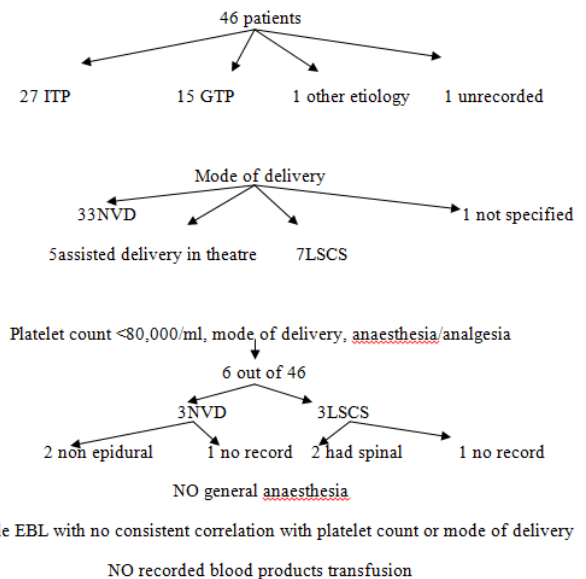 46 patients
27 ITP 15 GTP 1 other etiology 1 unrecorded
Mode of delivery
33NVD 1 not specified
5assisted delivery in theatre 7LSCS
Platelet count <80,000/ml, mode of delivery, anaesthesia/analgesia
6 out of 46
3NVD 3LSCS
2 non epidural 1 no record 2 had spinal 1 no record
NO general anaesthesia
EBL with no consistent correlation with platelet count or mode of delivery
NO recorded blood products transfusion